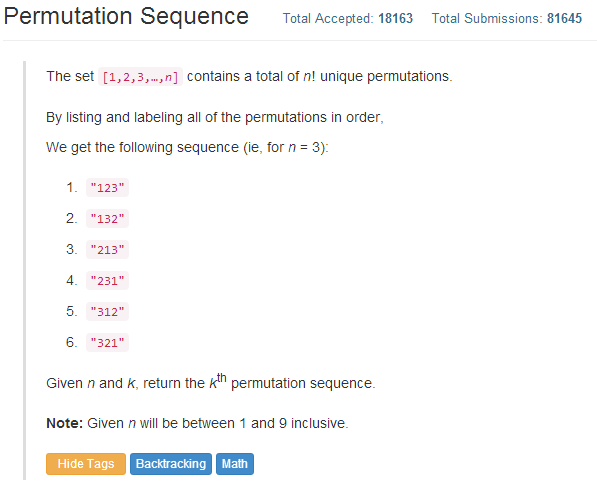 Permutation Sequence Total Accepted: 18163 Total Submissions: 81645
The set [1,2,3,…,n] contains a total of n! unique permutations.
By listing and labeling all of the permutations in order,
We get the following sequence (ie, for n = 3):
1. "123"
2. "132"
3. "213"
4. "231"
5. "312"
6. "321"
Given n and k, return the kth permutation sequence.
Note: Given n will be between 1 and 9 inclusive.
Hide Tags Backtracking Math